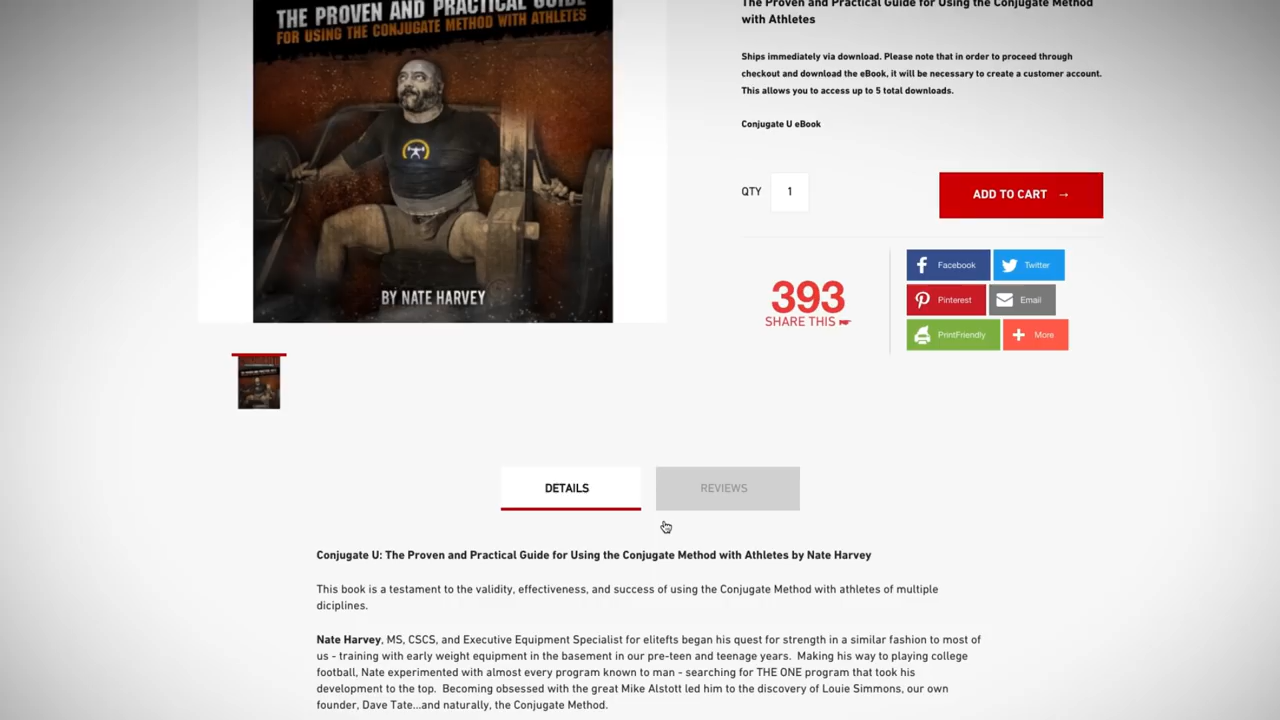 THE PROVEN AND PRACTICAL GUIDE
FOR USING THE CONJUGATE METHOD WITH ATHLETES
BY NATE HARVEY
The Proven and Practical Guide for Using the Conjugate Method
with Athletes
Ships immediately via download. Please note that in order to proceed through
checkout and download the eBook, it will be necessary to create a customer account.
This allows you to access up to 5 total downloads.
Conjugate U eBook
QTY 1 ADD TO CART →
393
SHARE THIS
Facebook Twitter
Pinterest Email
PrintFriendly More
DETAILS REVIEWS
Conjugate U: The Proven and Practical Guide for Using the Conjugate Method with Athletes by Nate Harvey
This book is a testament to the validity, effectiveness, and success of using the Conjugate Method with athletes of multiple
diciplines.
Nate Harvey, MS, CSCS, and Executive Equipment Specialist for elitefts began his quest for strength in a similar fashion to most of
us - training with early weight equipment in the basement in our pre-teen and teenage years. Making his way to playing college
football, Nate experimented with almost every program known to man - searching for THE ONE program that took his
development to the top. Becoming obsessed with the great Mike Alstott led him to the discovery of Louie Simmons, our own
founder, Dave Tate...and naturally, the Conjugate Method.